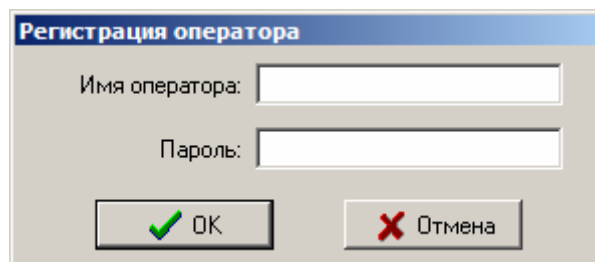 Регистрация оператора
Имя оператора:
Пароль:
OK
Отмена